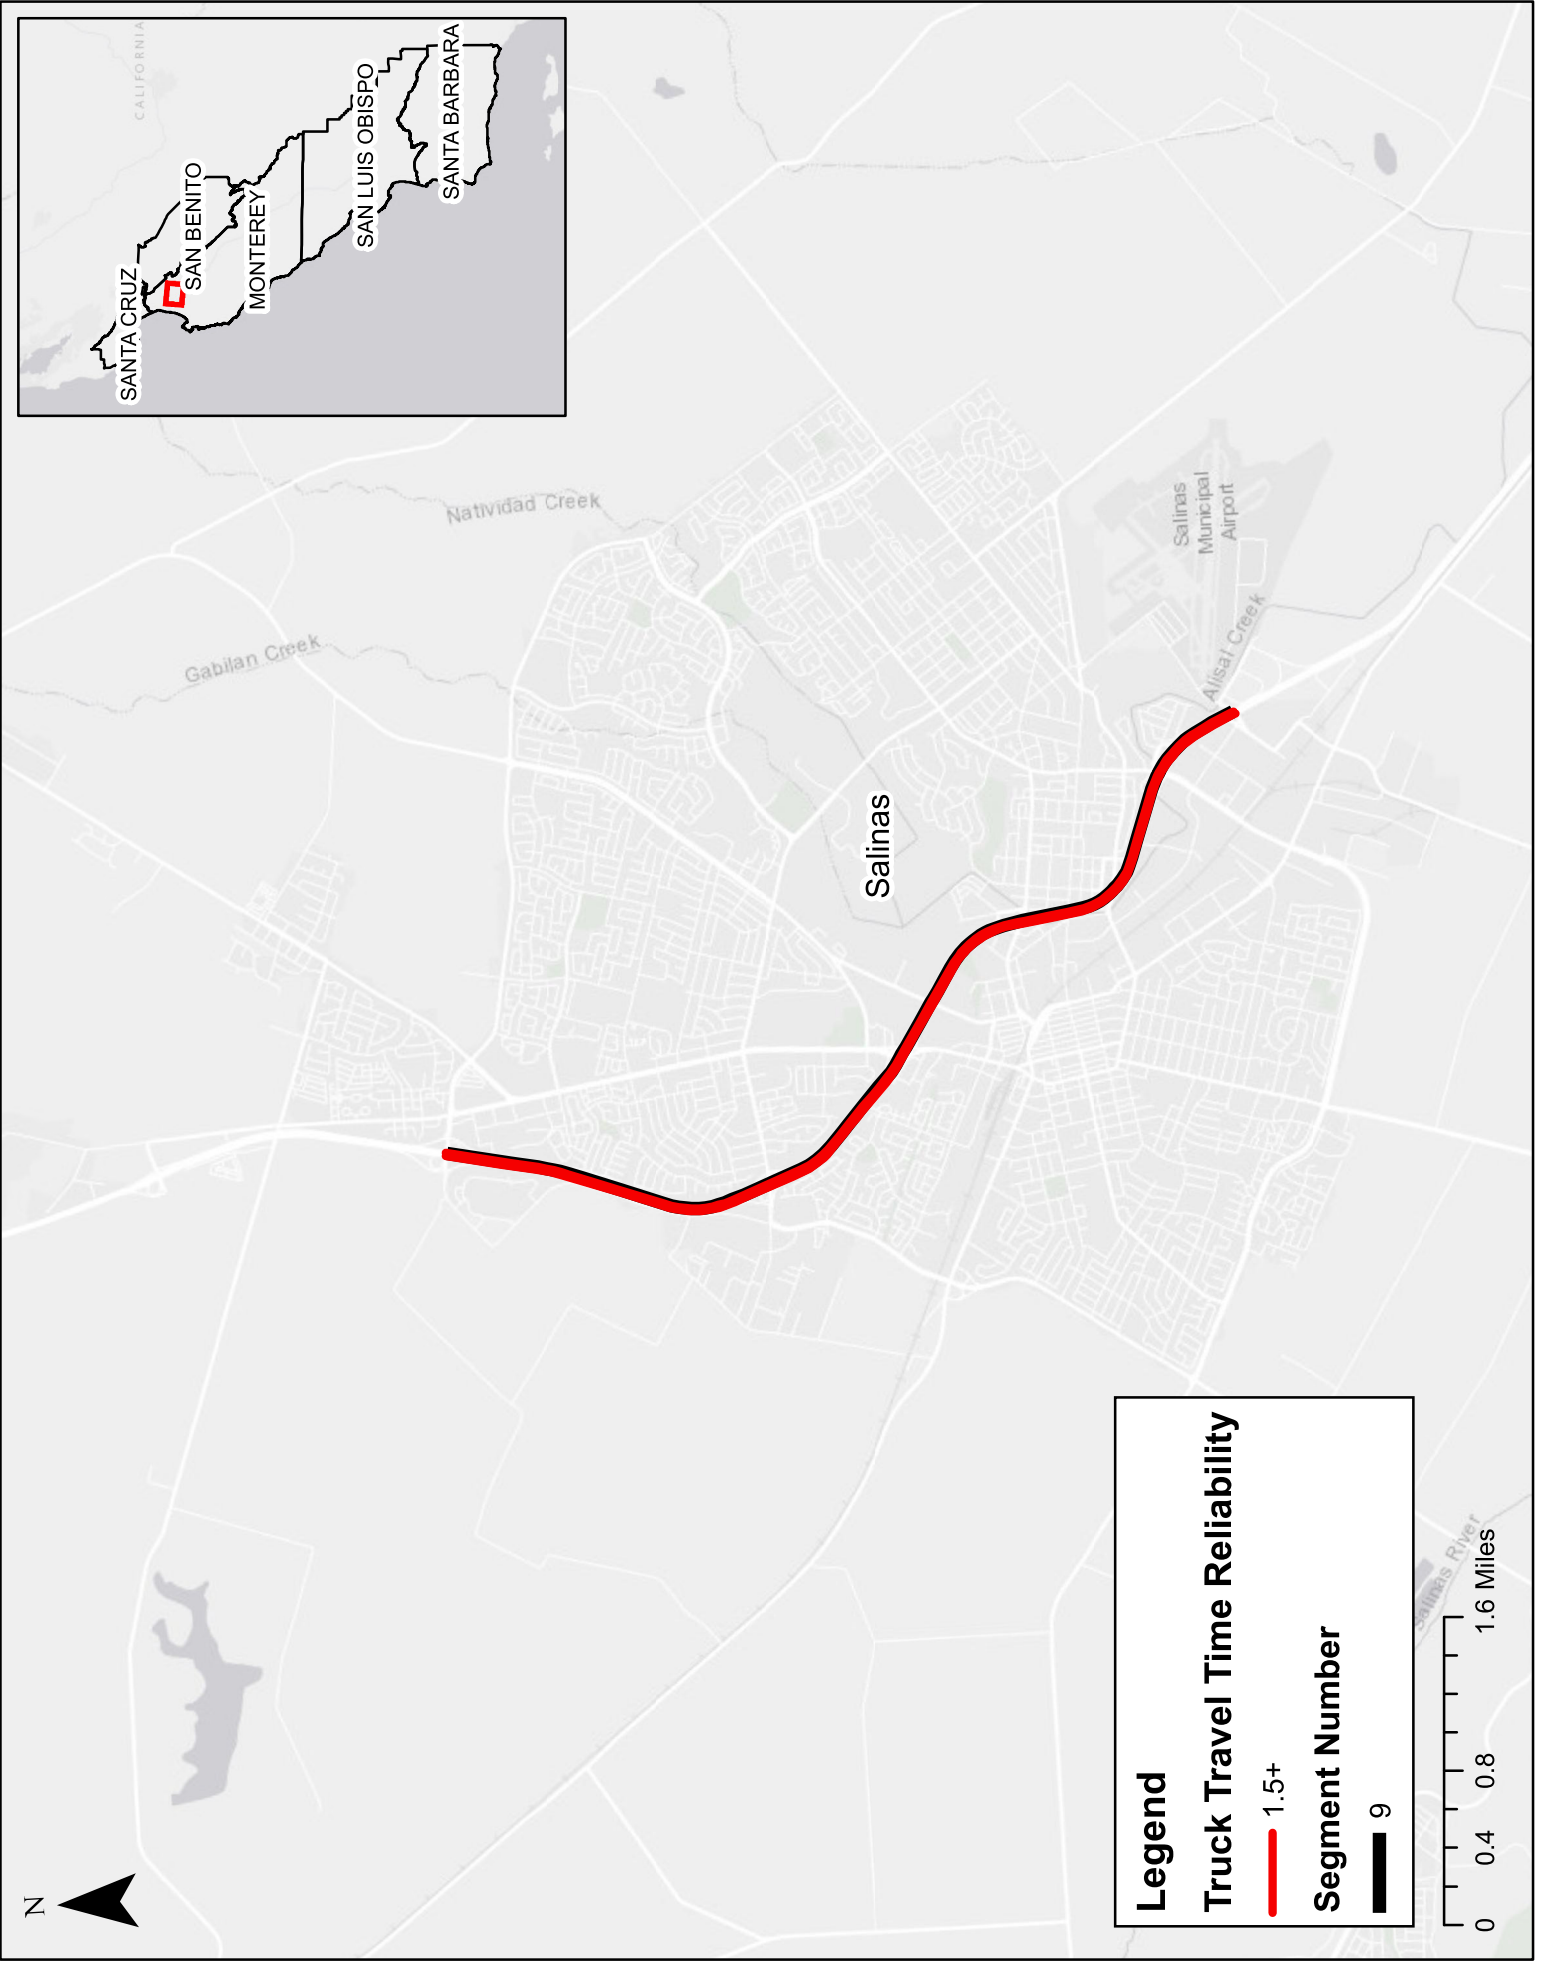 N
CALIFORNIA
SANTA CRUZ
SAN BENITO
MONTEREY
SAN LUIS OBISPO
SANTA BARBARA
Gabilan Creek
Natividad Creek
Salinas
Salinas
Municipal
Airport
Alisal Creek
Salinas River
Legend
Truck Travel Time Reliability
1.5+
Segment Number
9
0 0.4 0.8 1.6 Miles